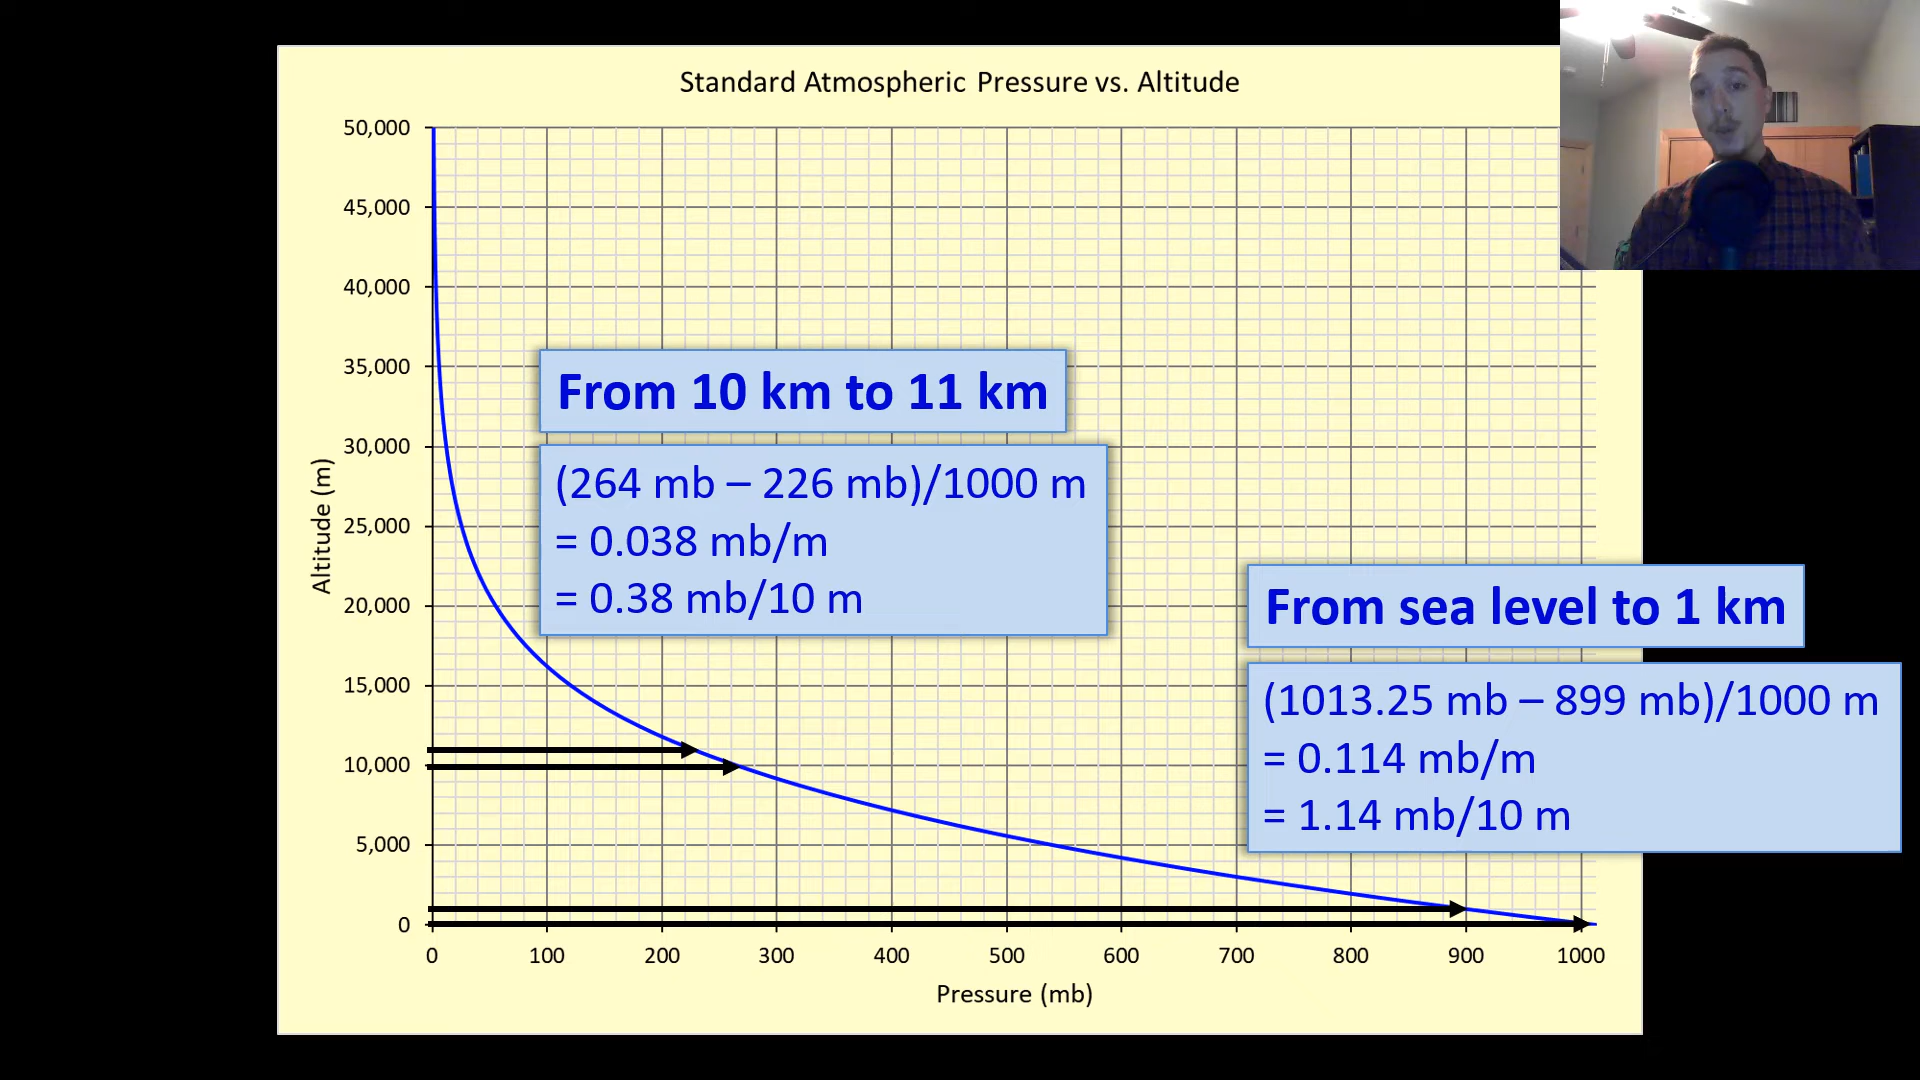 Standard Atmospheric Pressure vs. Altitude
50,000
45,000
40,000
35,000
30,000
25,000
20,000
15,000
10,000
5,000
0
Altitude (m)
From 10 km to 11 km
(264 mb – 226 mb)/1000 m
= 0.038 mb/m
= 0.38 mb/10 m
From sea level to 1 km
(1013.25 mb – 899 mb)/1000 m
= 0.114 mb/m
= 1.14 mb/10 m
0 100 200 300 400 500 600 700 800 900 1000
Pressure (mb)